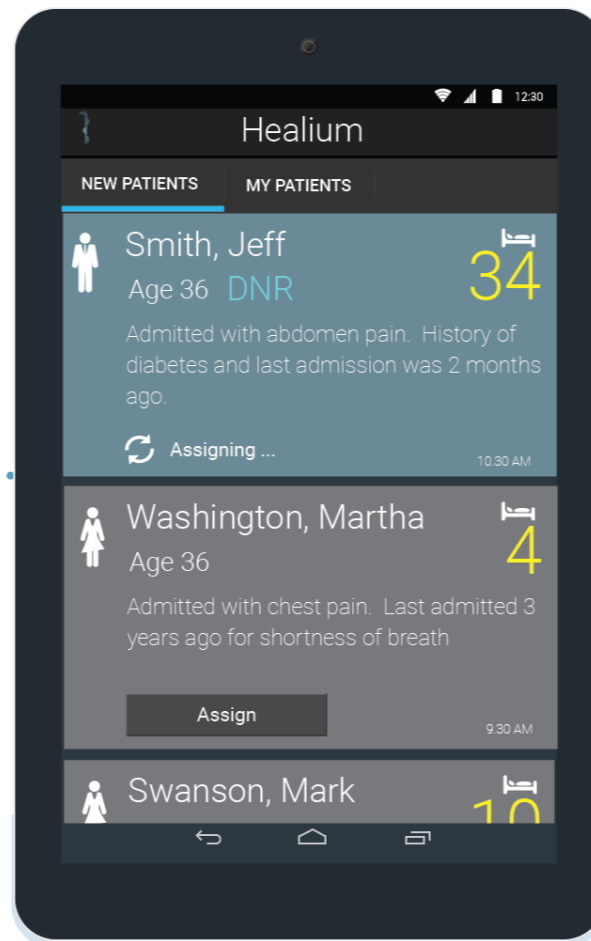 12:30
Healium
NEW PATIENTS MY PATIENTS
Smith, Jeff
34
Age 36 DNR
Admitted with abdomen pain. History of
diabetes and last admission was 2 months
ago.
Assigning ...
10.30 AM
Washington, Martha
4
Age 36
Admitted with chest pain. Last admitted 3
years ago for shortness of breath
Assign
9.30 AM
Swanson, Mark